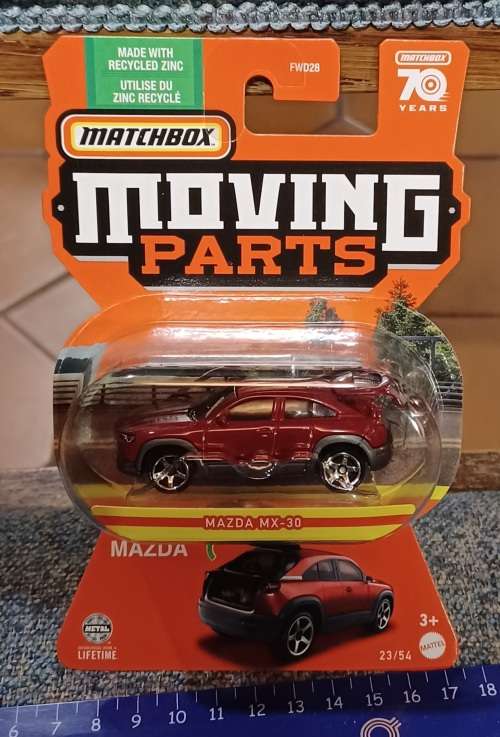 MADE WITH
RECYCLED ZINC
UTILISE DU
ZINC RECYCLÉ
FWD28
MATCHBOX
70
YEARS
MATCHBOX
MOVING
PARTS
MAZDA MX-30
MAZDA
METAL
LIFETIME
3+
23/54
MATTEL
6 7 8 9 10 11 12 13 14 15 16 17 18